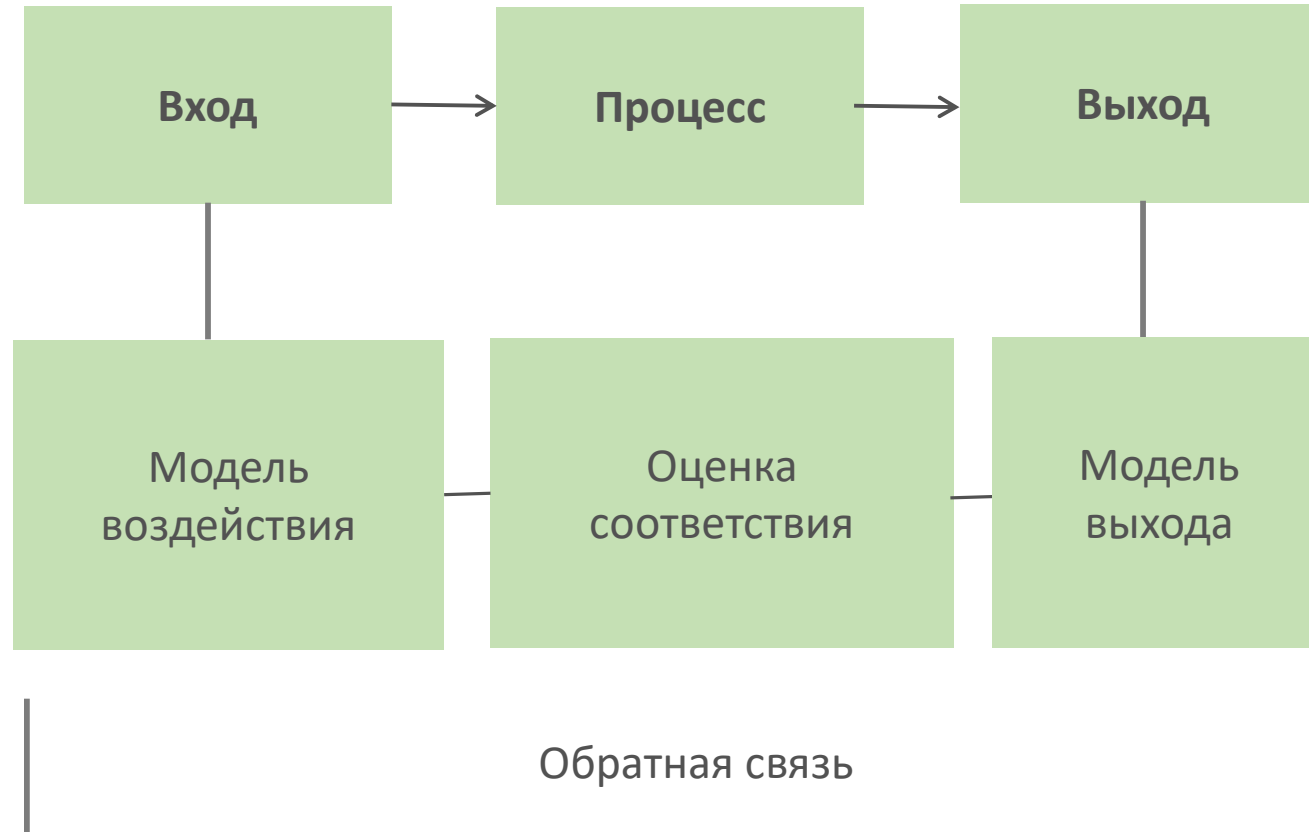 Вход
Процесс
Выход
Модель
воздействия
Оценка
соответствия
Модель
выхода
Обратная связь